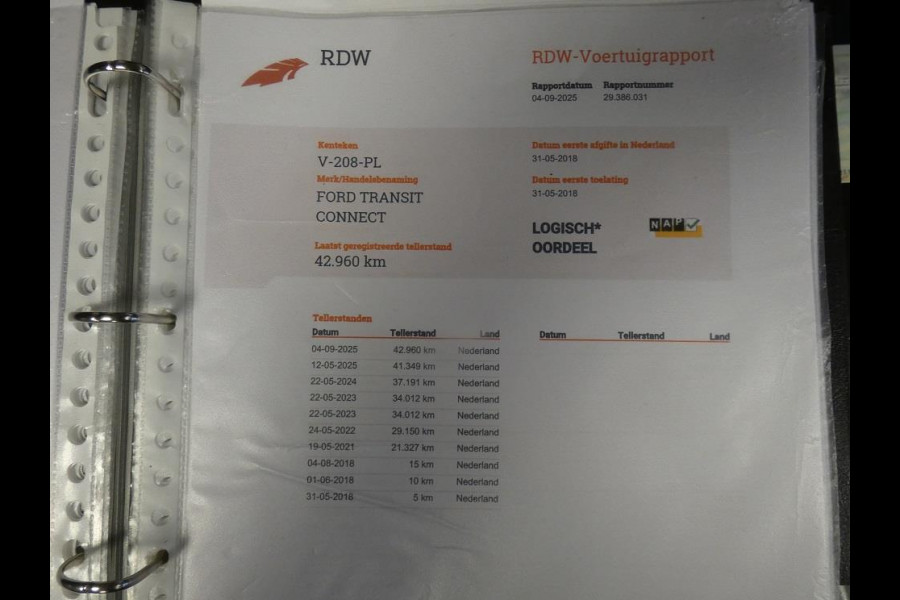 RDW
RDW-Voertuigrapport
Rapportdatum Rapportnummer
04-09-2025 29.386.031
Kenteken
V-208-PL
Merk/Handelsbenaming
FORD TRANSIT
CONNECT
Laatst geregistreerde tellerstand
42.960 km
Datum eerste afgifte in Nederland
31-05-2018
Datum eerste toelating
31-05-2018
LOGISCH*
OORDEEL
NAP
Tellerstanden
Datum Tellerstand Land
04-09-2025 42.960 km Nederland
12-05-2025 41.349 km Nederland
22-05-2024 37.191 km Nederland
22-05-2023 34.012 km Nederland
22-05-2023 34.012 km Nederland
24-05-2022 29.150 km Nederland
19-05-2021 21.327 km Nederland
04-08-2018 15 km Nederland
01-06-2018 10 km Nederland
31-05-2018 5 km Nederland
Datum Tellerstand Land